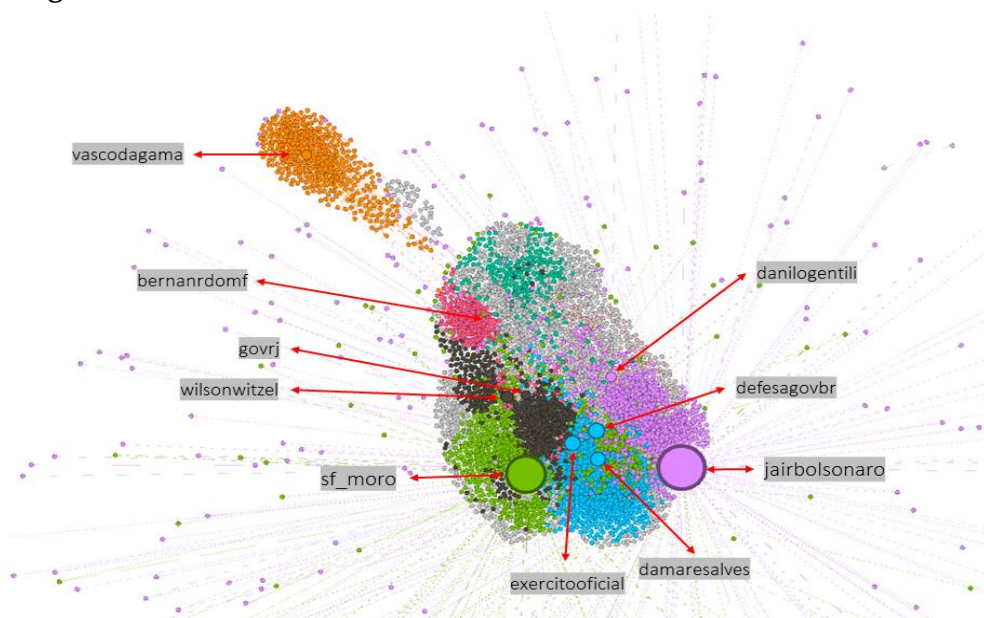 vascodagama
bernanrdomf
danilogentili
govrj
wilsonwitzel
defesagovbr
sf_moro
jairbolsonaro
exercitooficial
damaresalves